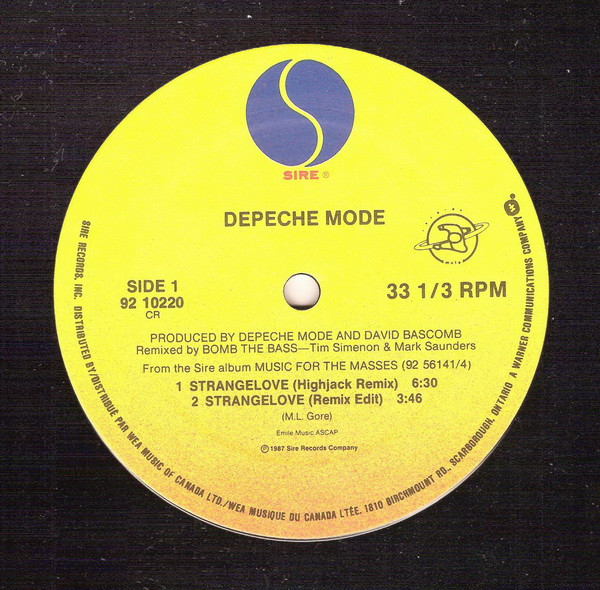 SIRE ®
DEPECHE MODE
SIDE 1
92 10220
CR
33 1/3 RPM
PRODUCED BY DEPECHE MODE AND DAVID BASCOMB
Remixed by BOMB THE BASS—Tim Simenon & Mark Saunders
From the Sire album MUSIC FOR THE MASSES (92 56141/4)
1 STRANGELOVE (Highjack Remix) 6:30
2 STRANGELOVE (Remix Edit) 3:46
(M.L. Gore)
Emile Music ASCAP
℗ 1987 Sire Records Company
SIRE RECORDS, INC. DISTRIBUTED BY/DISTRIBUÉ PAR WEA MUSIC OF CANADA LTD./WEA MUSIQUE DU CANADA LTÉE. 1810 BIRCHMOUNT RD., SCARBOROUGH, ONTARIO A WARNER COMMUNICATIONS COMPANY